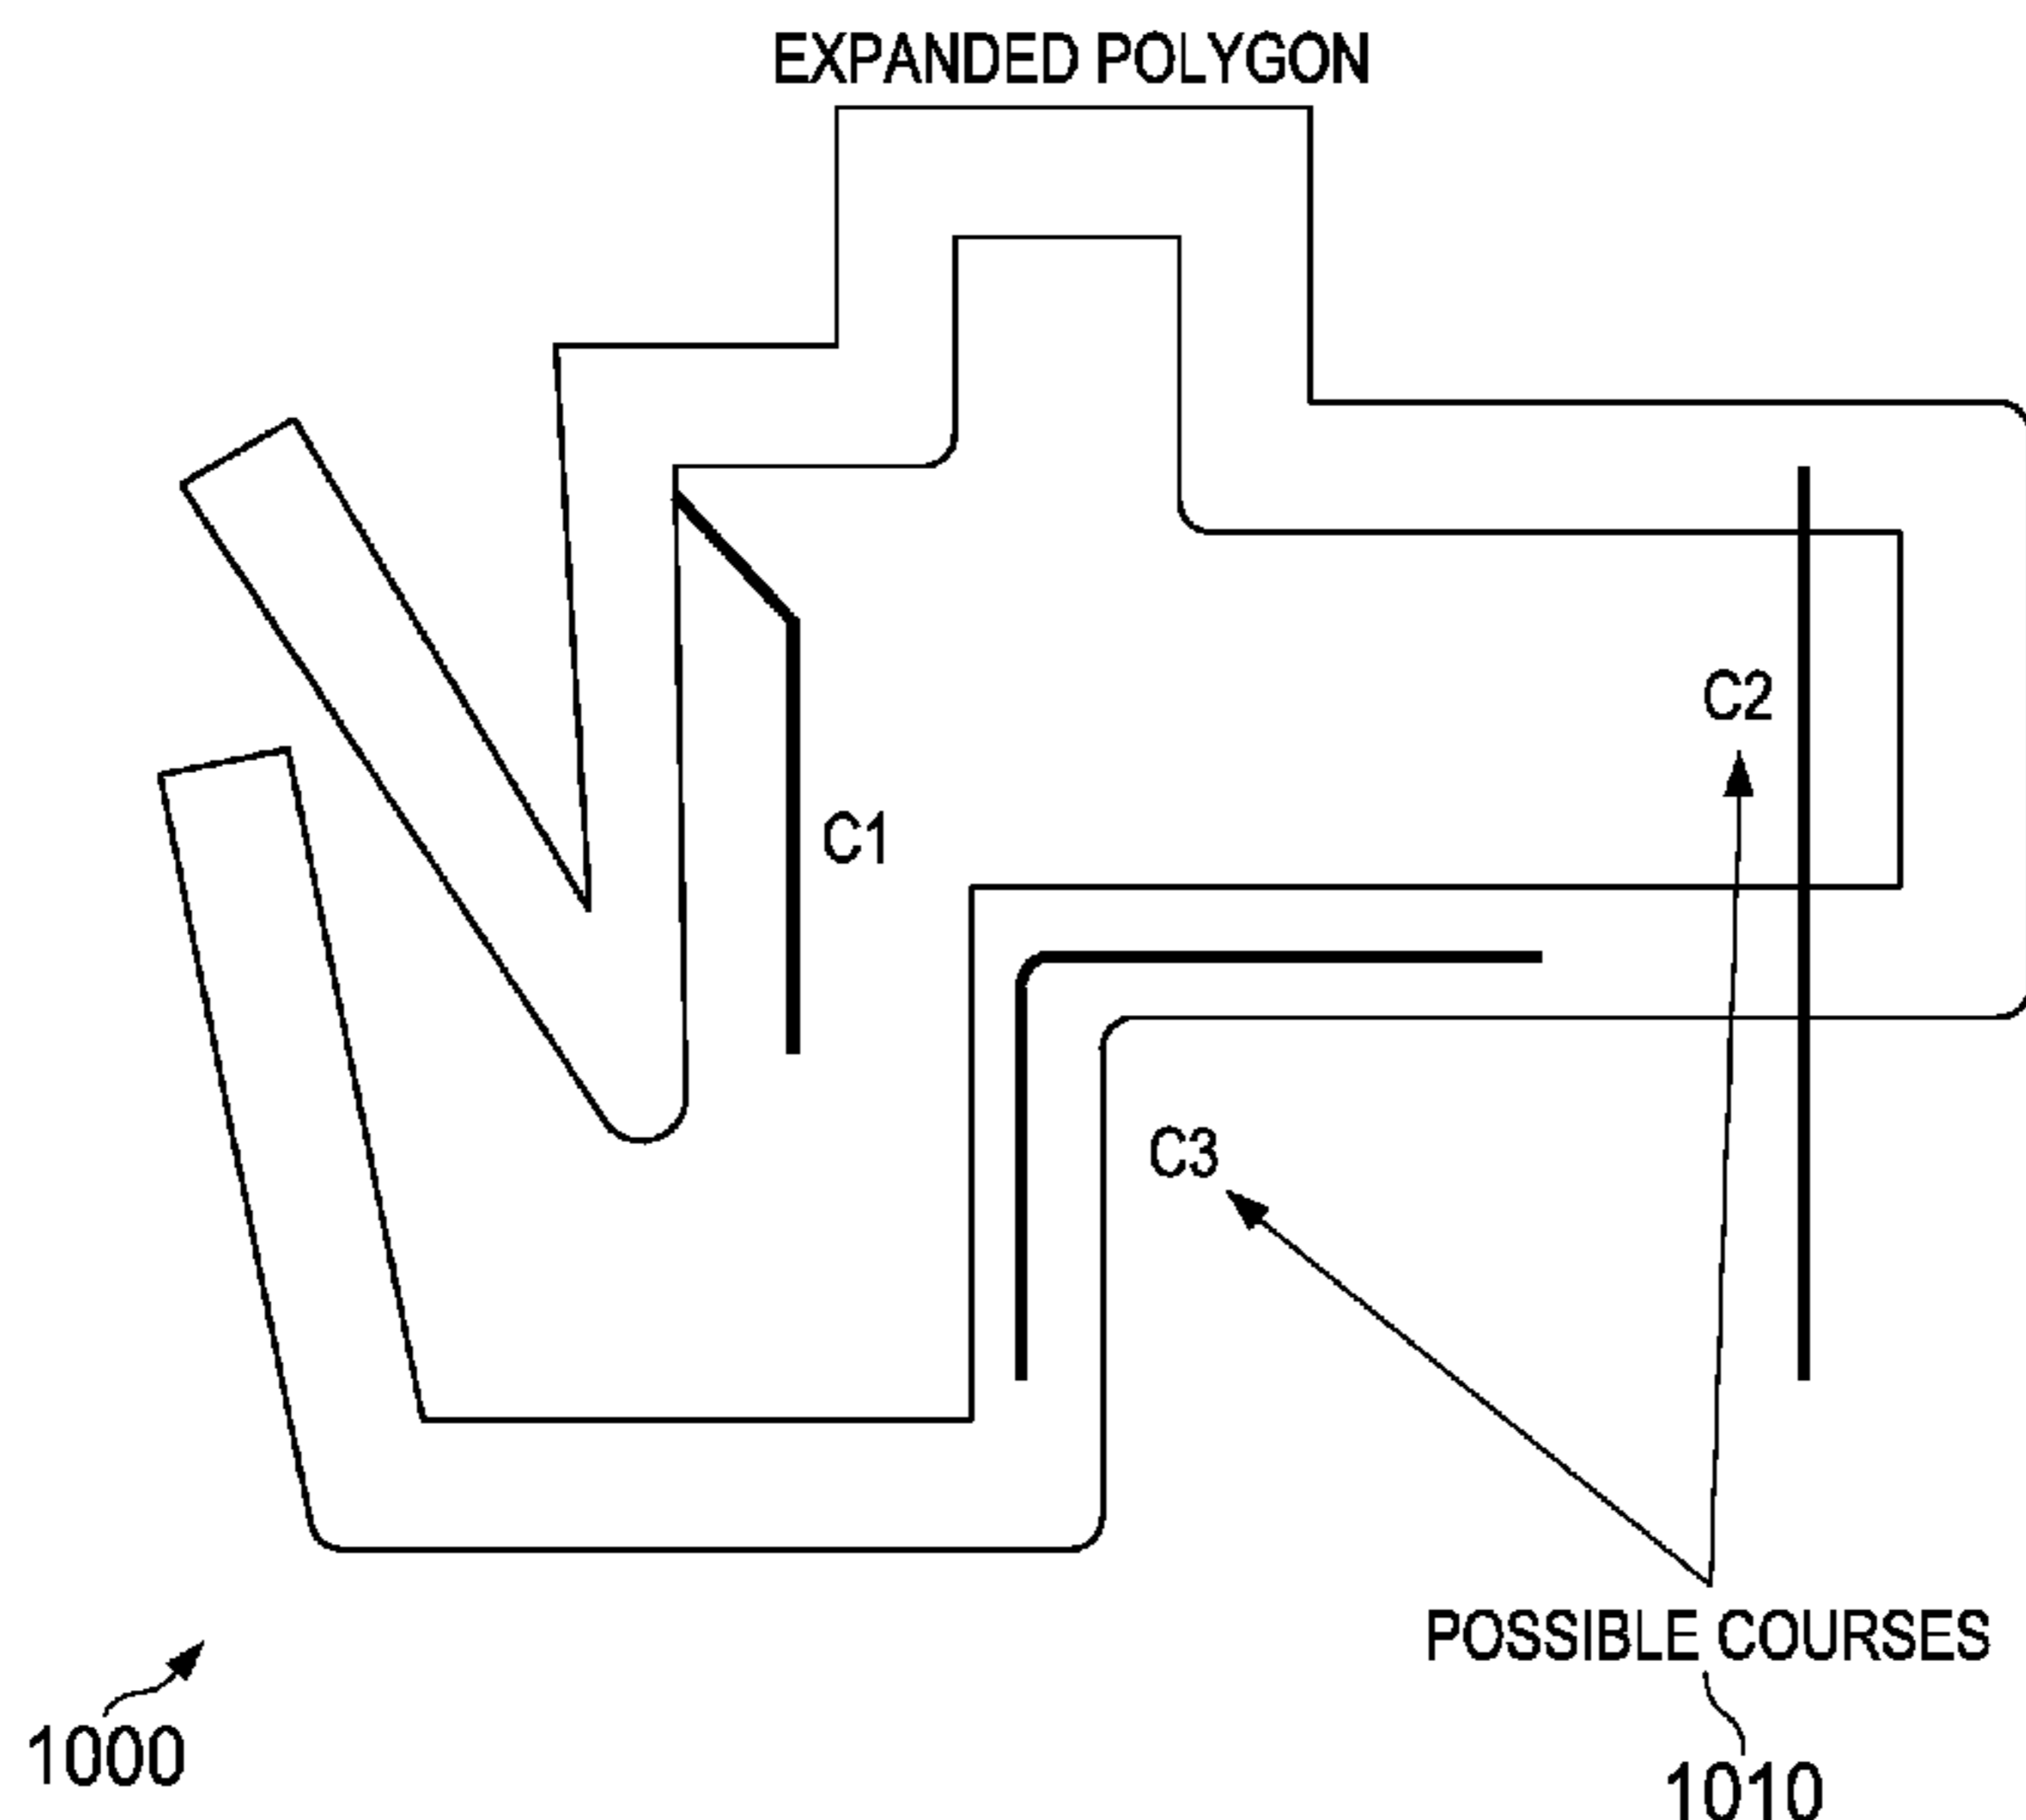 EXPANDED POLYGON
C2
C1
C3
POSSIBLE COURSES
1000
1010